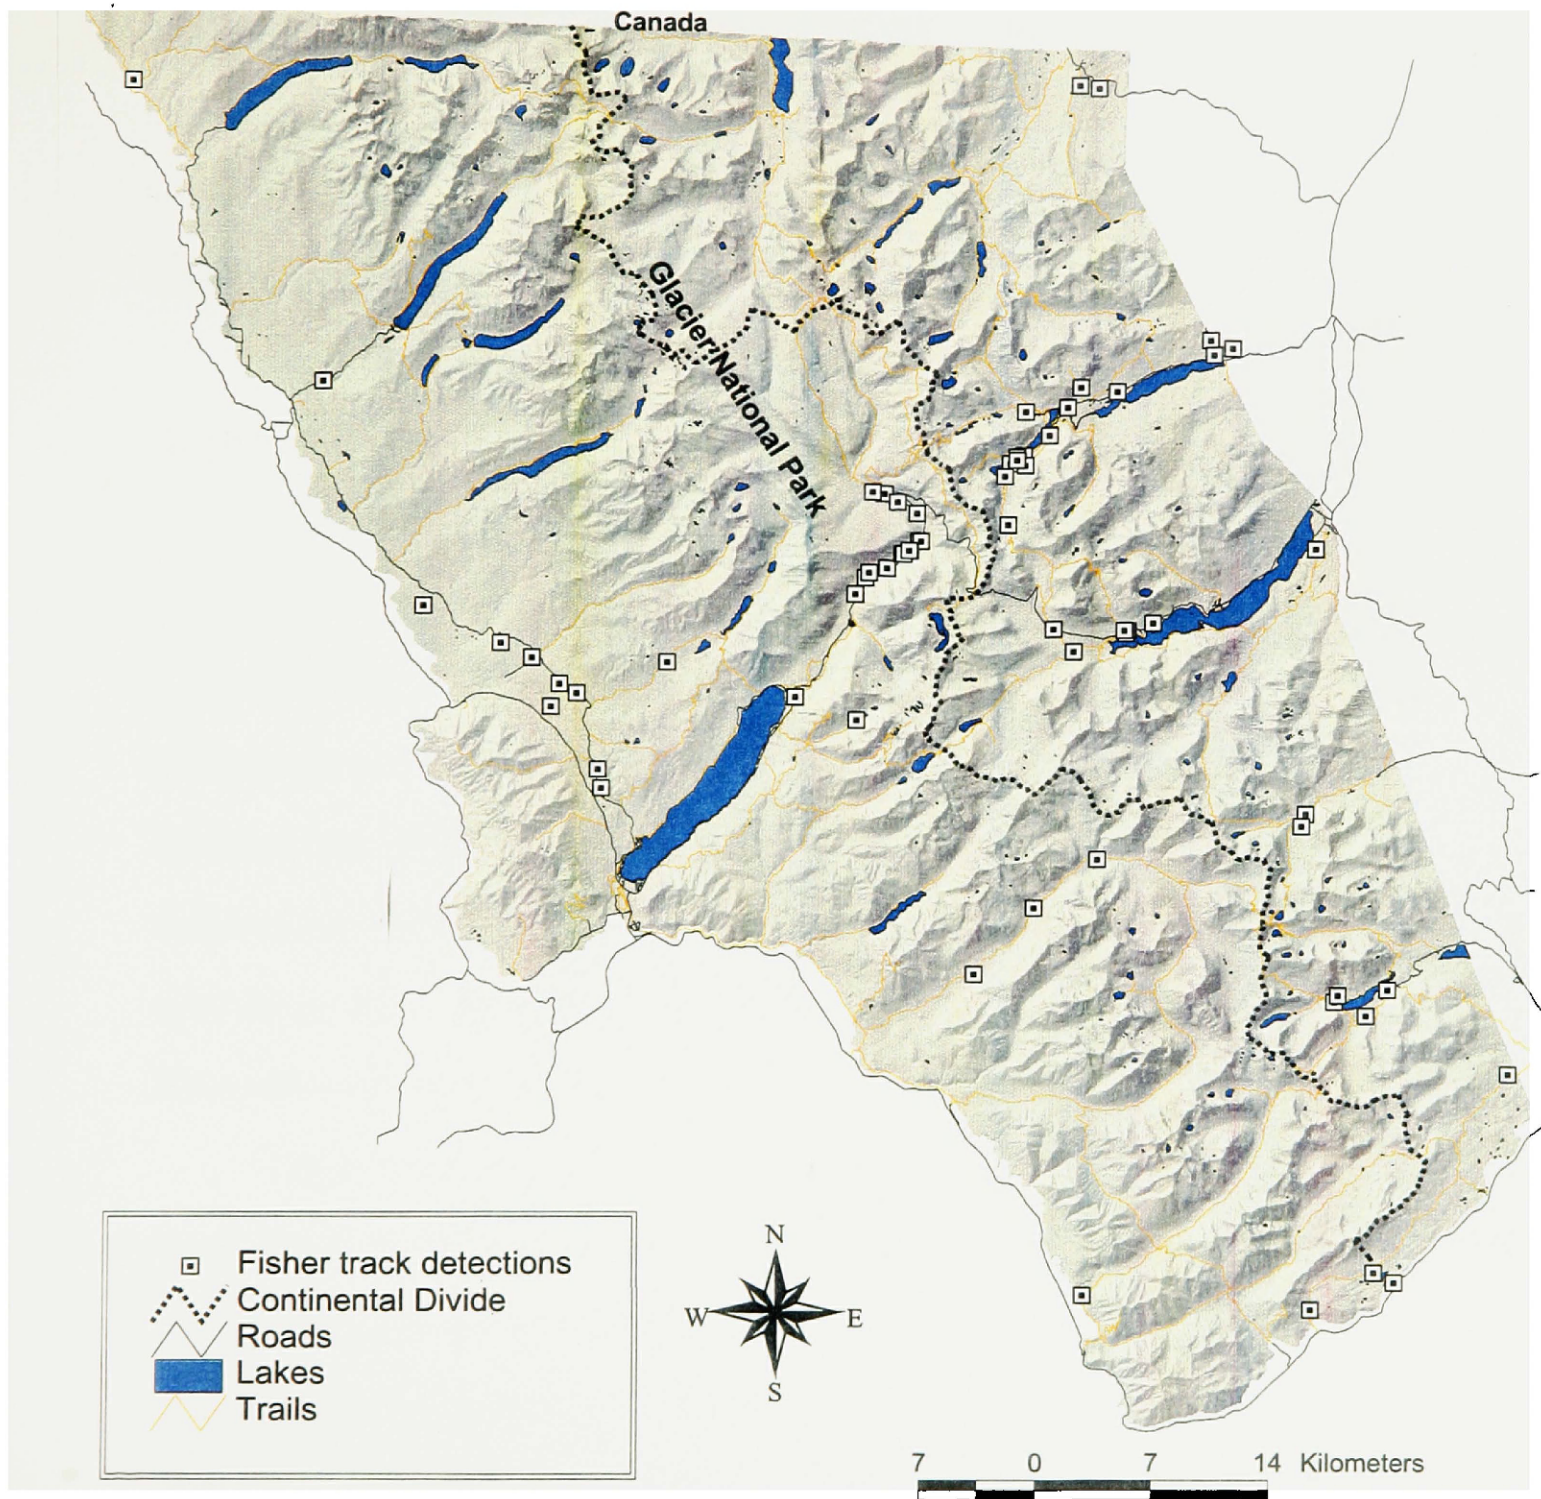 Canada
Glacier National Park
Fisher track detections
Continental Divide
Roads
Lakes
Trails
N
W E
S
7 0 7 14 Kilometers